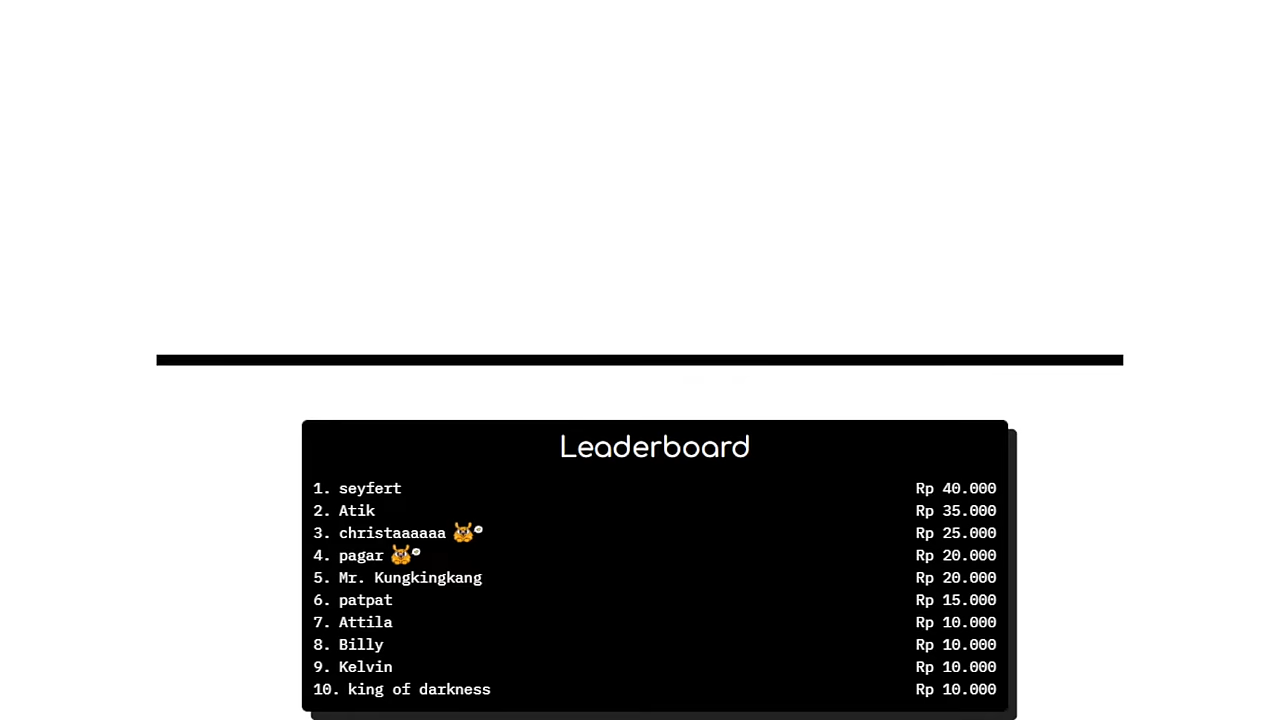 Leaderboard
1. seyfert Rp 40.000
2. Atik Rp 35.000
3. christaaaaaa Rp 25.000
4. pagar Rp 20.000
5. Mr. Kungkingkang Rp 20.000
6. patpat Rp 15.000
7. Attila Rp 10.000
8. Billy Rp 10.000
9. Kelvin Rp 10.000
10. king of darkness Rp 10.000